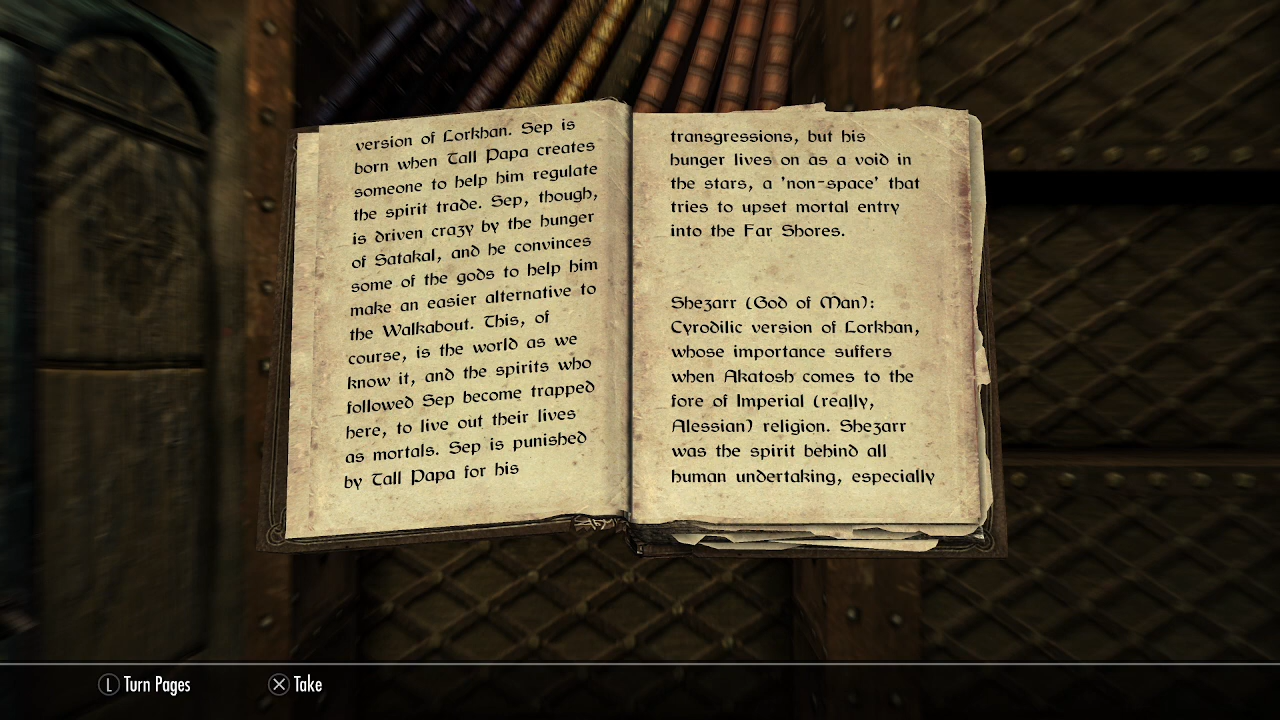 version of Lorkhan. Sep is
born when Tall Papa creates
someone to help him regulate
the spirit trade. Sep, though,
is driven crazy by the hunger
of Satakal, and he convinces
some of the gods to help him
make an easier alternative to
the Walkabout. This, of
course, is the world as we
know it, and the spirits who
followed Sep become trapped
here, to live out their lives
as mortals. Sep is punished
by Tall Papa for his
transgressions, but his
hunger lives on as a void in
the stars, a 'non-space' that
tries to upset mortal entry
into the Far Shores.
Shezarr (God of Man):
Cyrodilic version of Lorkhan,
whose importance suffers
when Akatosh comes to the
fore of Imperial (really,
Alessian) religion. Shezarr
was the spirit behind all
human undertaking, especially
L Turn Pages
X Take